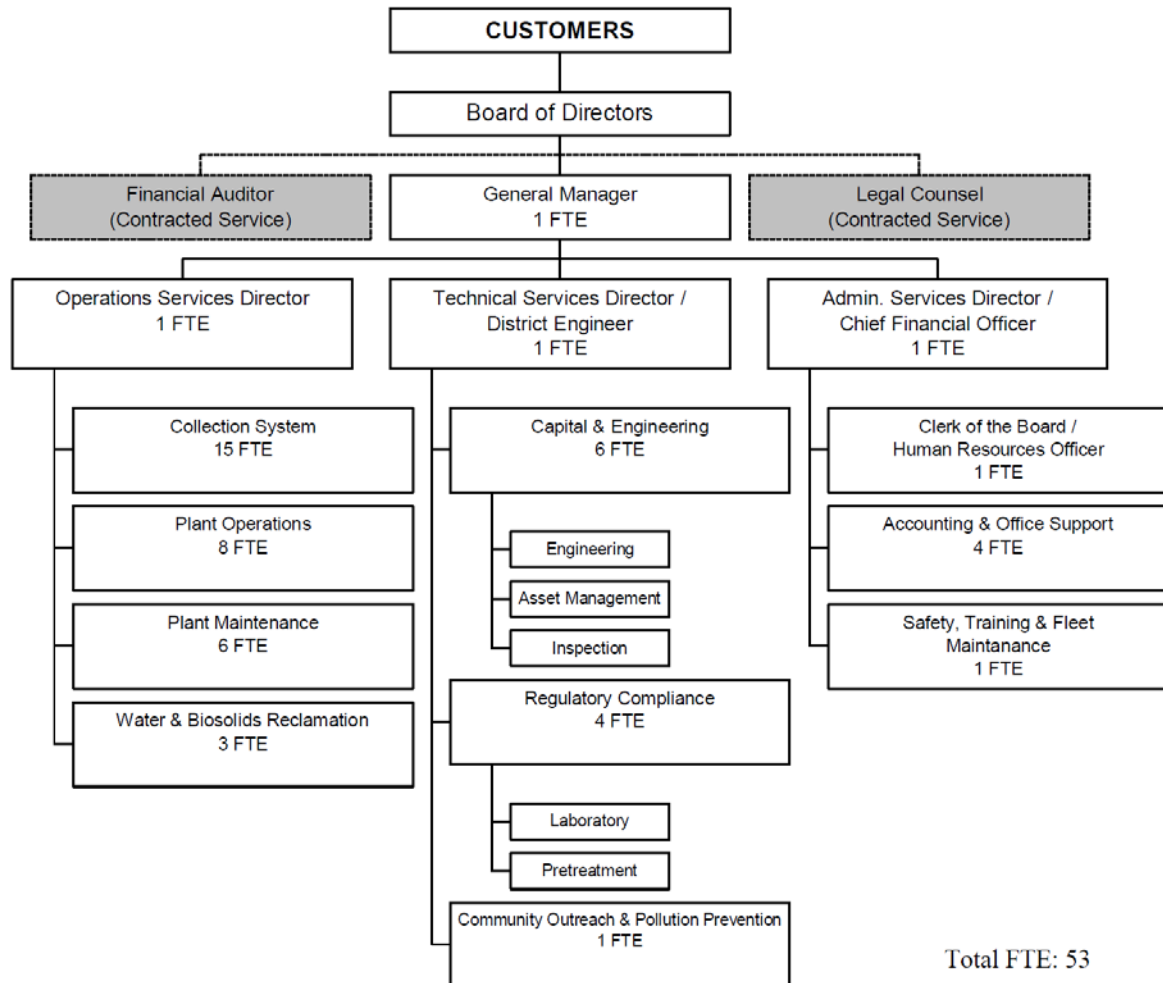 CUSTOMERS
Board of Directors
Financial Auditor
(Contracted Service)
General Manager
1 FTE
Legal Counsel
(Contracted Service)
Operations Services Director
1 FTE
Technical Services Director /
District Engineer
1 FTE
Admin. Services Director /
Chief Financial Officer
1 FTE
Collection System
15 FTE
Plant Operations
8 FTE
Plant Maintenance
6 FTE
Water & Biosolids Reclamation
3 FTE
Capital & Engineering
6 FTE
Engineering
Asset Management
Inspection
Regulatory Compliance
4 FTE
Laboratory
Pretreatment
Community Outreach & Pollution Prevention
1 FTE
Clerk of the Board /
Human Resources Officer
1 FTE
Accounting & Office Support
4 FTE
Safety, Training & Fleet
Maintanance
1 FTE
Total FTE: 53